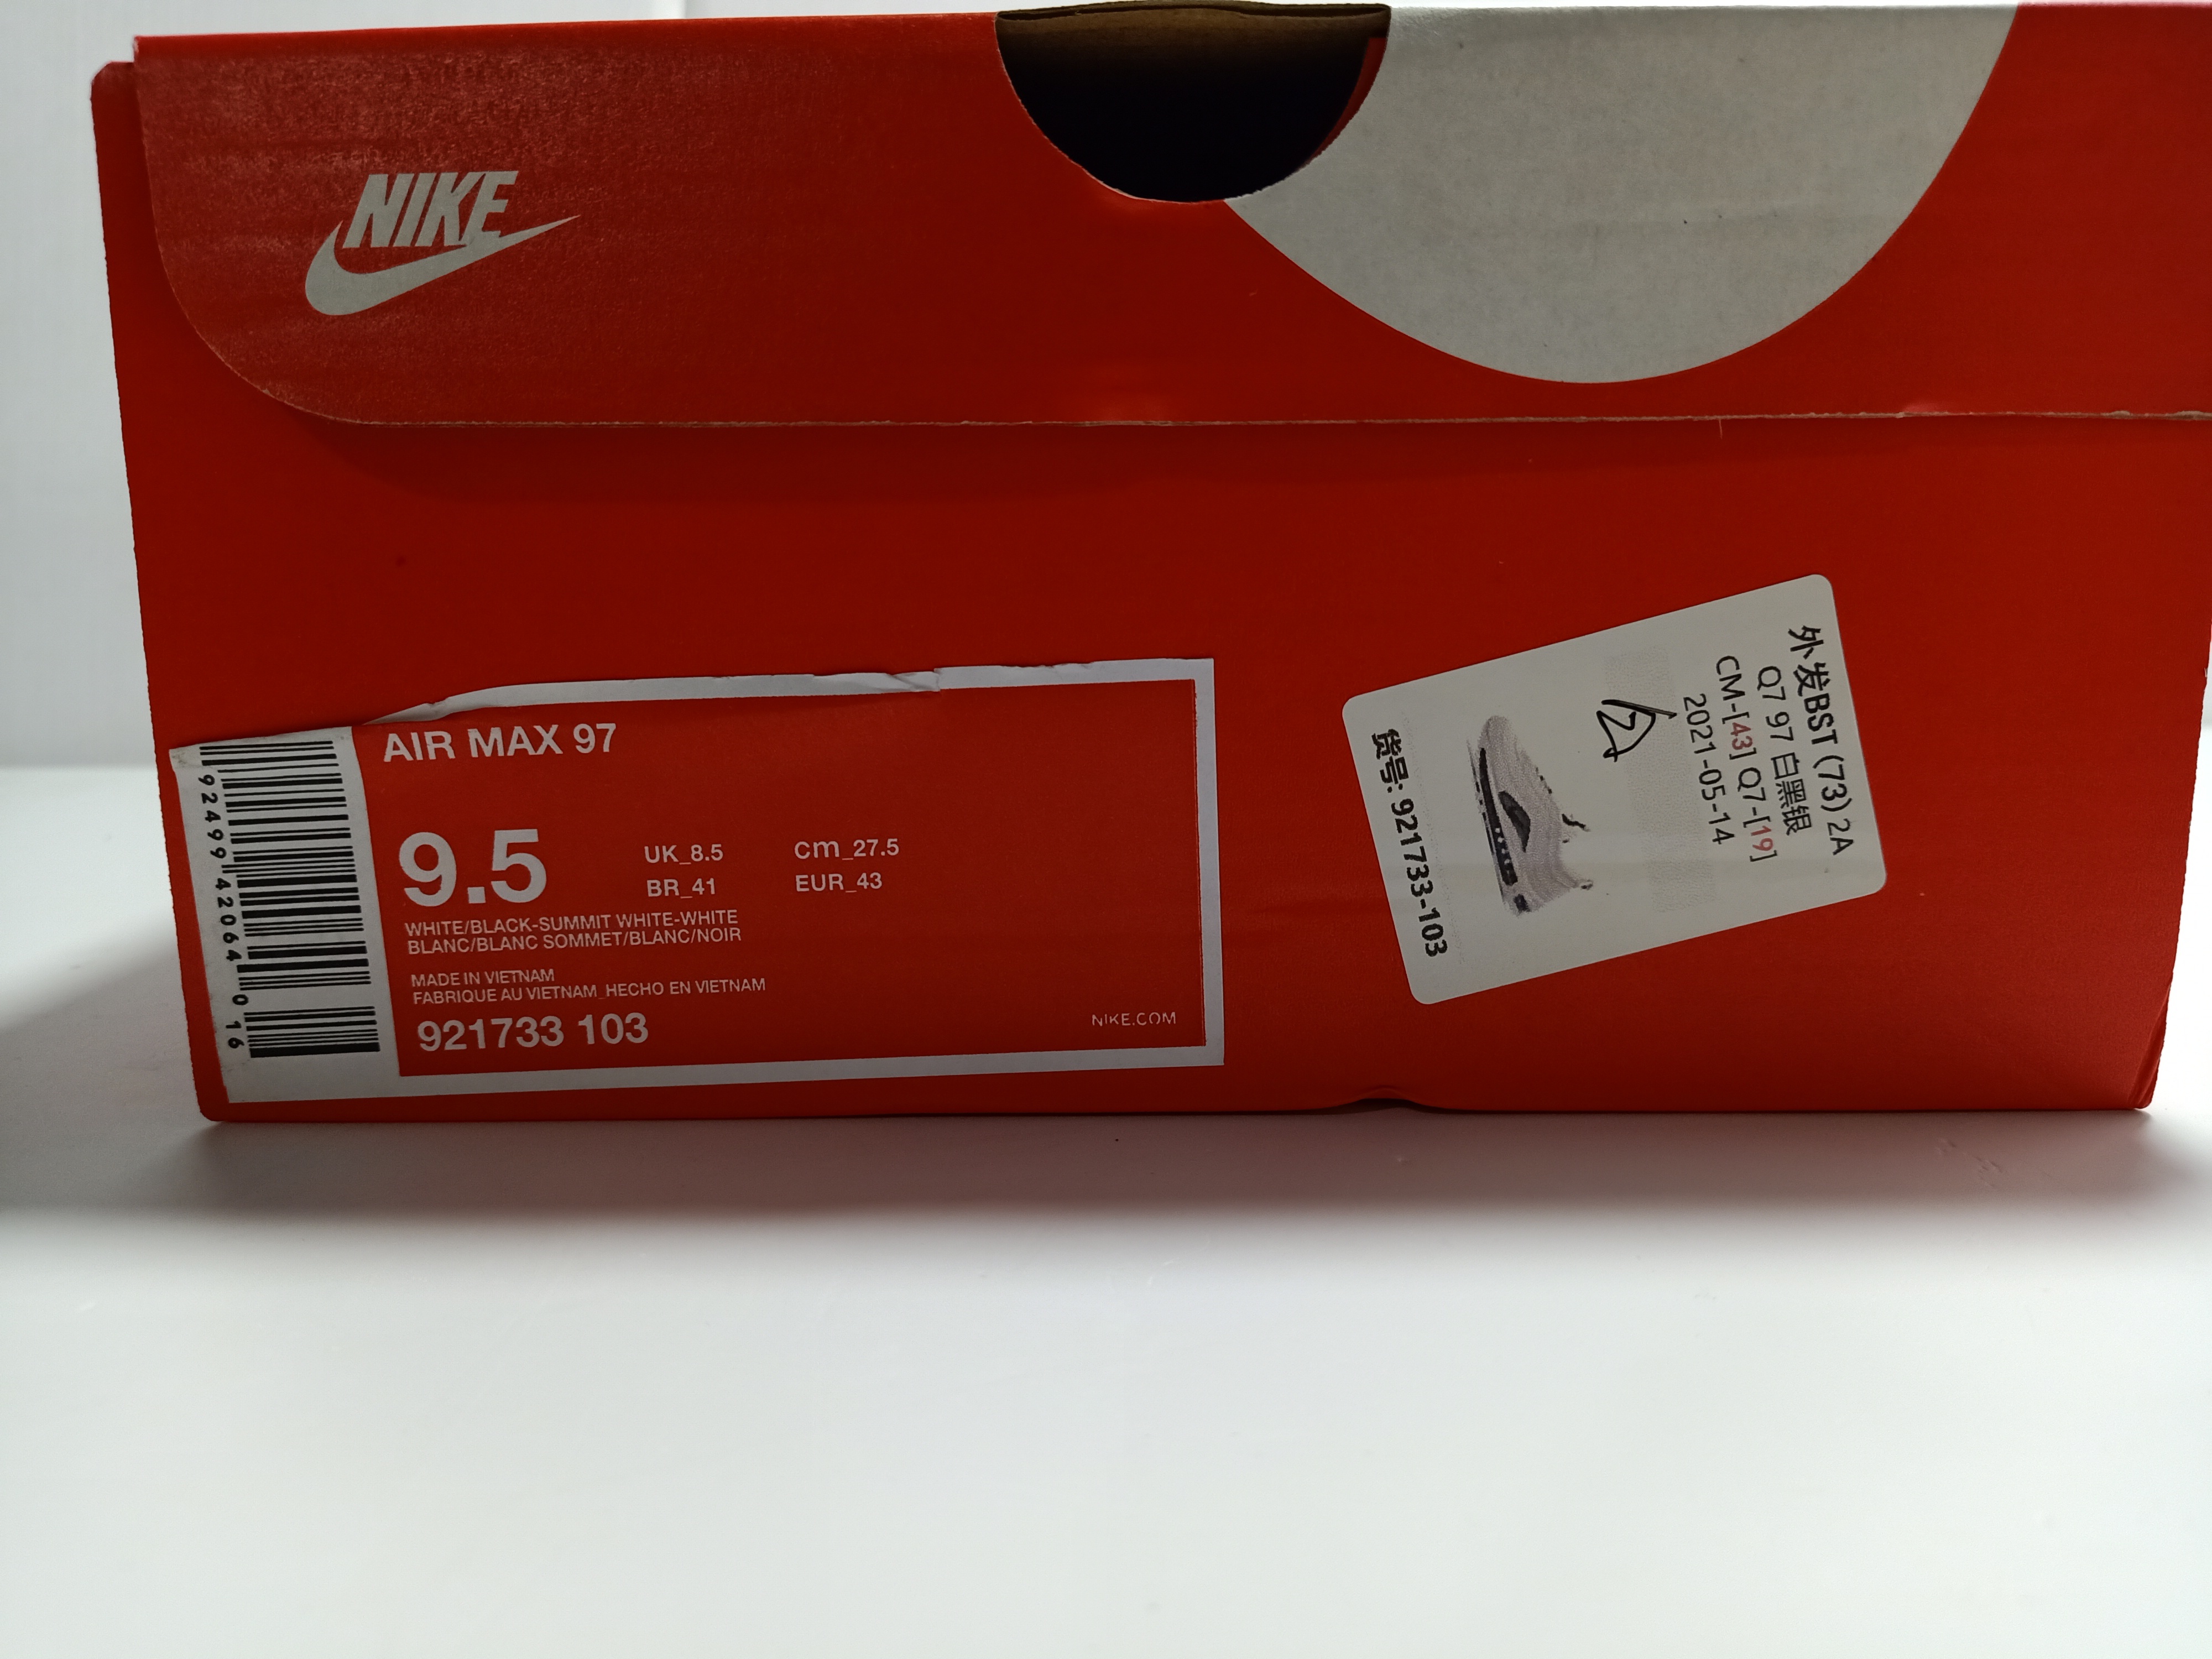 NIKE
AIR MAX 97
9.5
UK_8.5
cm_27.5
BR_41
EUR_43
WHITE/BLACK-SUMMIT WHITE-WHITE
BLANC/BLANC SOMMET/BLANC/NOIR
MADE IN VIETNAM
FABRIQUE AU VIETNAM_HECHO EN VIETNAM
921733 103
NIKE.COM
92499 42064 0 16
外发BST(73)2A
Q7 97 白黑银
CM-[43] Q7-[19]
2021-05-14
货号: 921733-103